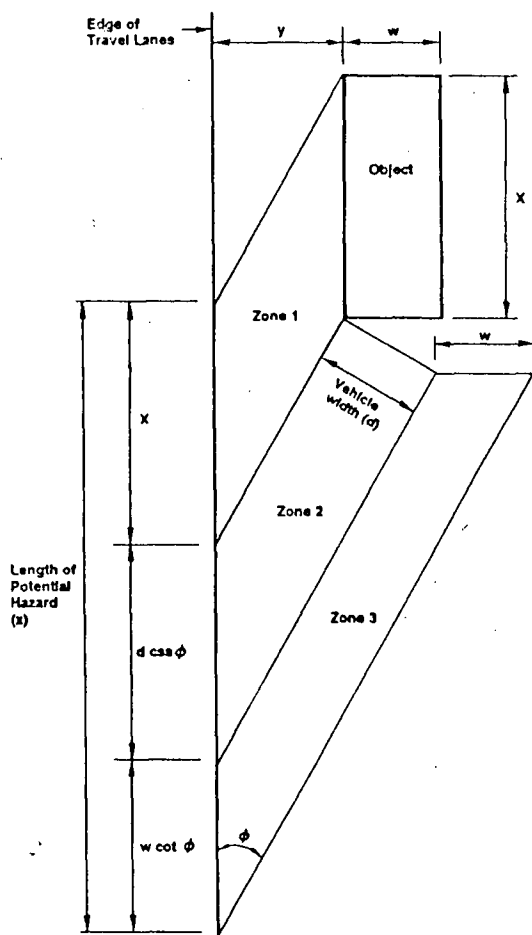 Edge of
Travel Lanes
y
w
Object
X
Zone 1
w
Vehicle
width (d)
X
Zone 2
Length of
Potential
Hazard
(x)
Zone 3
d csa ϕ
w cot ϕ
ϕ